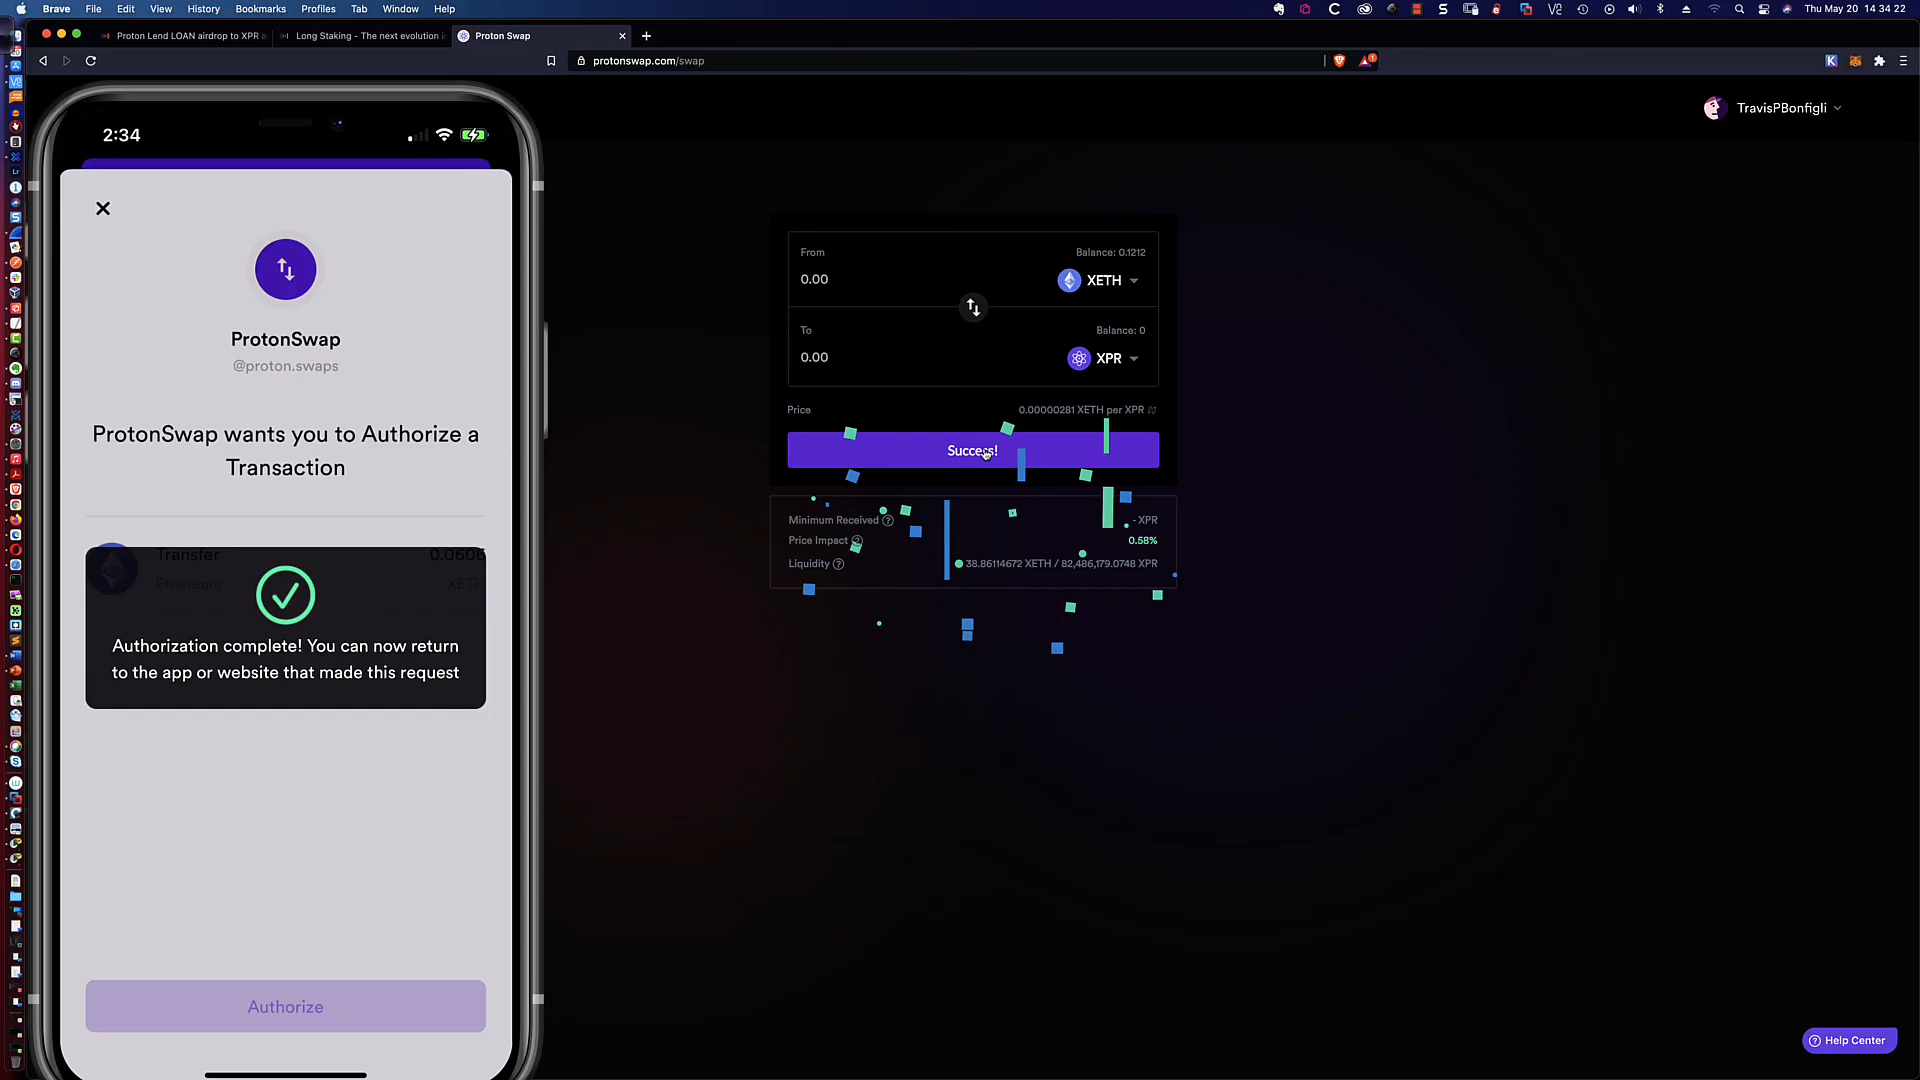 Brave File Edit View History Bookmarks Profiles Tab Window Help
Thu May 20 14 34 22
Proton Lend LOAN airdrop to XPR
Long Staking - The next evolution
Proton Swap
protonswap.com/swap
TravisPBonfigli
2:34
ProtonSwap
@proton.swaps
ProtonSwap wants you to Authorize a
Transaction
Transfer 0.0606
Ethereum XETH
Authorization complete! You can now return
to the app or website that made this request
Authorize
From Balance: 0.1212
0.00 XETH
To Balance: 0
0.00 XPR
Price 0.00000281 XETH per XPR
Success!
Minimum Received - XPR
Price Impact 0.58%
Liquidity 38.86114672 XETH / 82,486,179.0748 XPR
Help Center